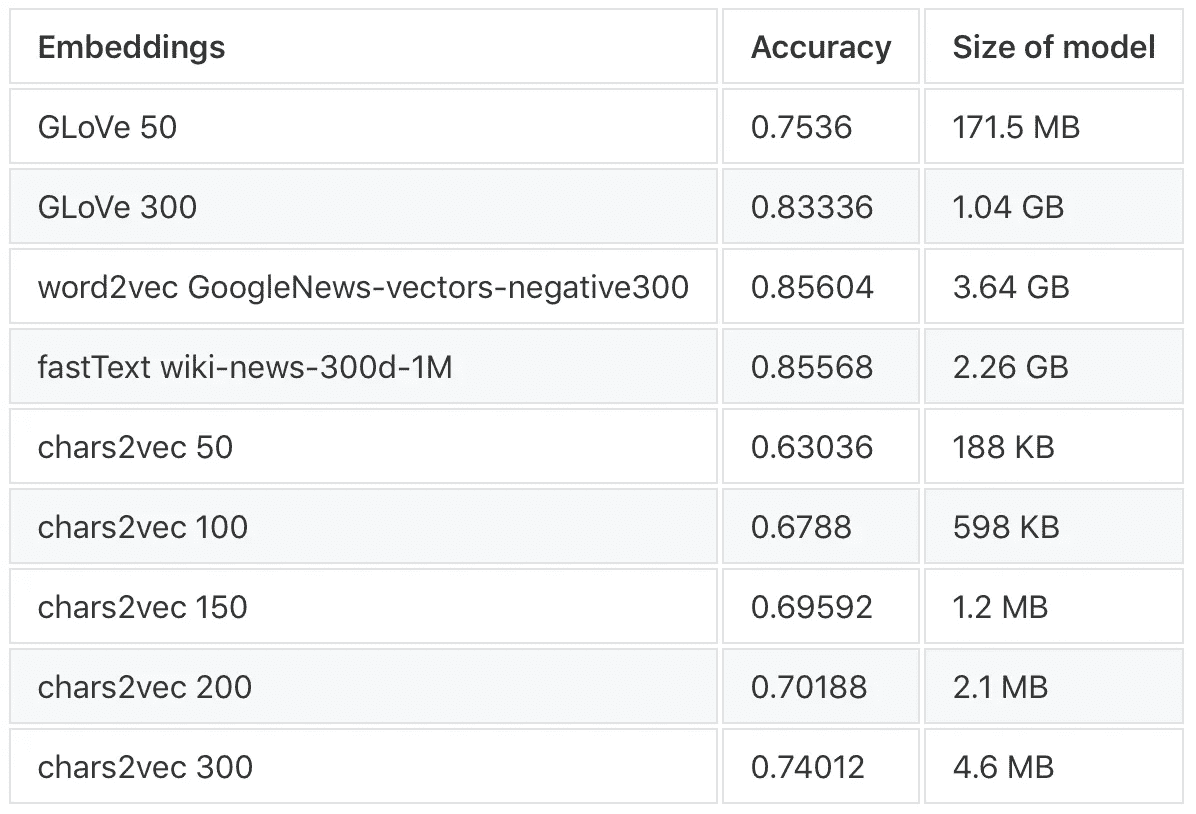 Embeddings Accuracy Size of model
GLoVe 50 0.7536 171.5 MB
GLoVe 300 0.83336 1.04 GB
word2vec GoogleNews-vectors-negative300 0.85604 3.64 GB
fastText wiki-news-300d-1M 0.85568 2.26 GB
chars2vec 50 0.63036 188 KB
chars2vec 100 0.6788 598 KB
chars2vec 150 0.69592 1.2 MB
chars2vec 200 0.70188 2.1 MB
chars2vec 300 0.74012 4.6 MB